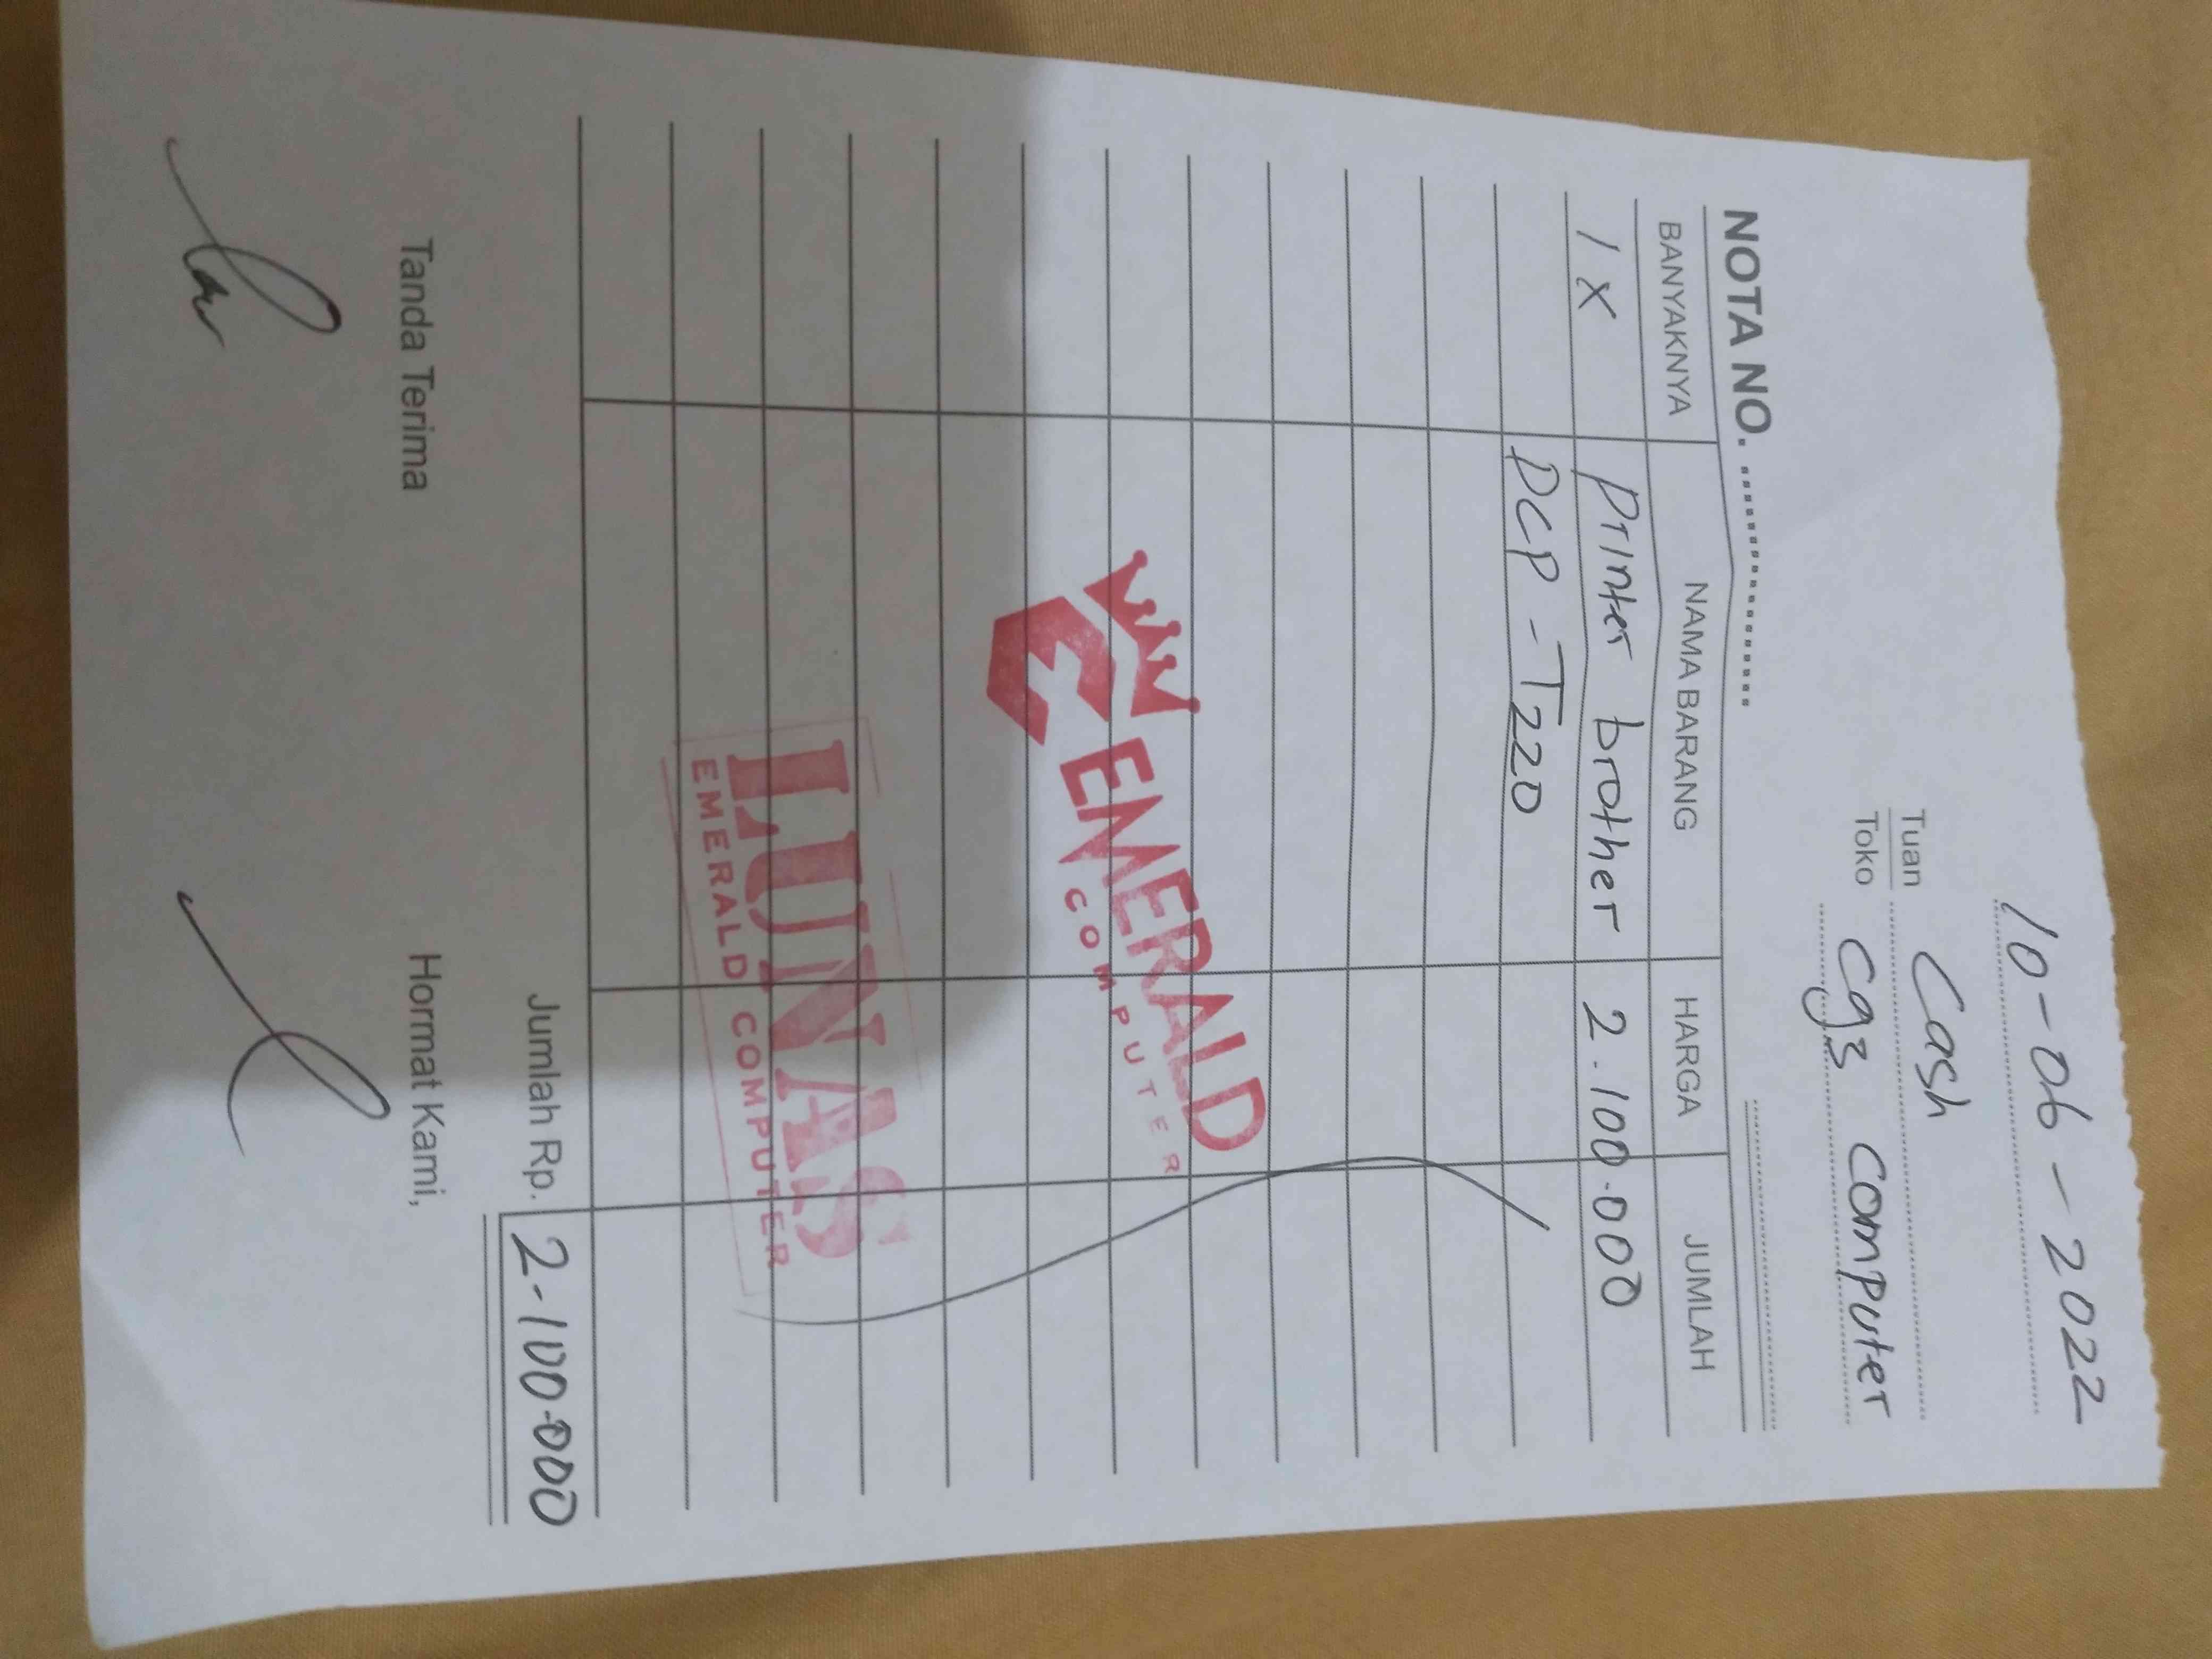 10-06-2022
Tuan Cash
Toko cg3 computer
NOTA NO. ....................
BANYAKNYA NAMA BARANG HARGA JUMLAH
1 X Printer brother 2.100.000
DCP-T220
EMERALD
COMPUTER
LUNAS
EMERALD COMPUTER
Jumlah Rp. 2.100.000
Tanda Terima Hormat Kami,